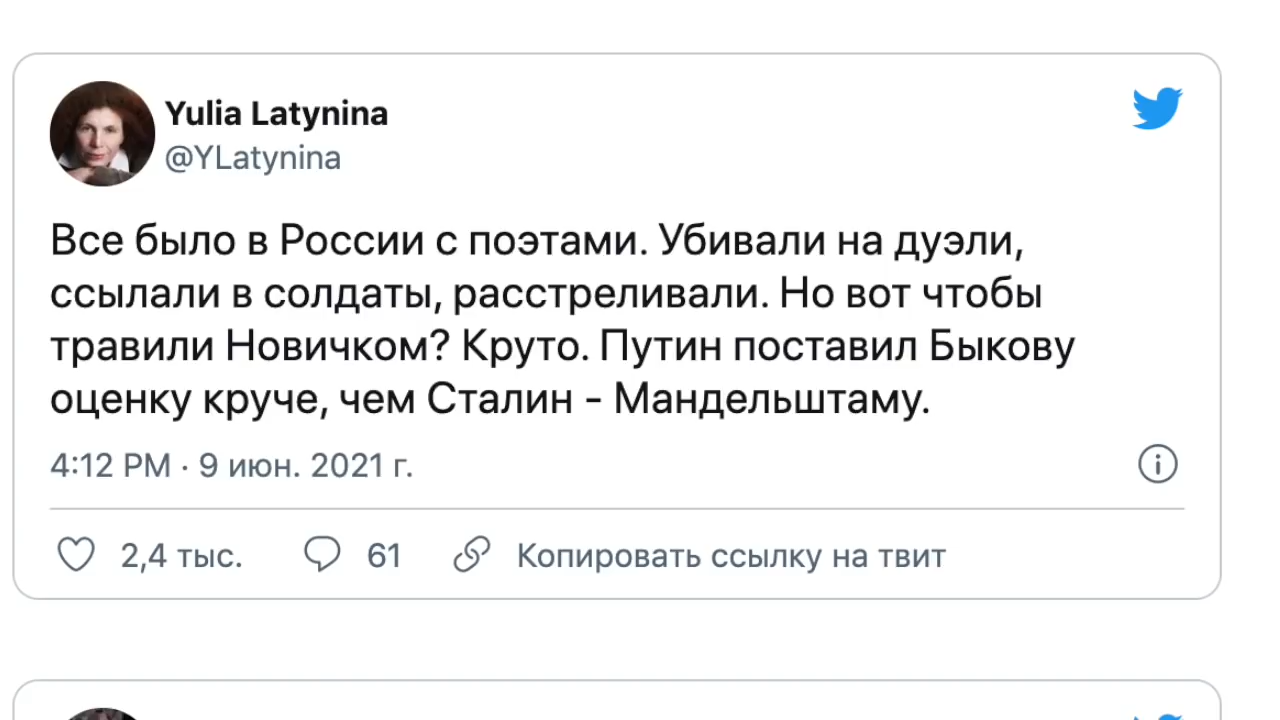 Yulia Latynina
@YLatynina
Все было в России с поэтами. Убивали на дуэли,
ссылали в солдаты, расстреливали. Но вот чтобы
травили Новичком? Круто. Путин поставил Быкову
оценку круче, чем Сталин - Мандельштаму.
4:12 PM · 9 июн. 2021 г.
2,4 тыс. 61 Копировать ссылку на твит